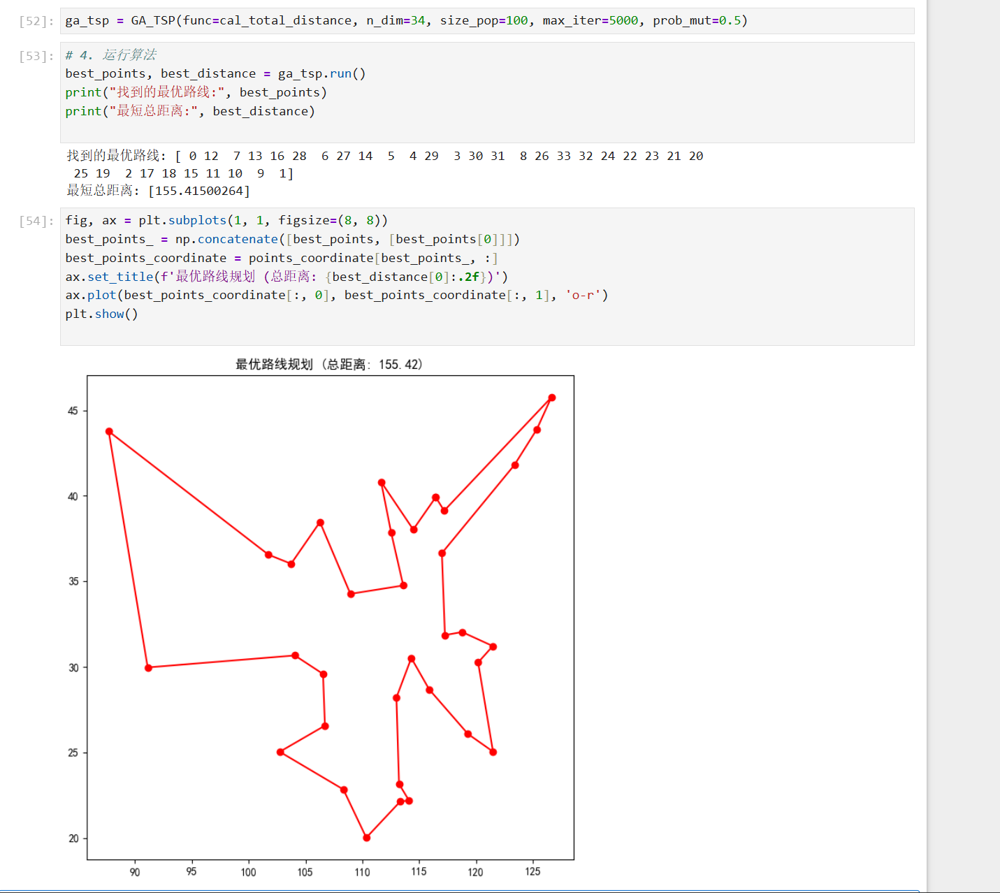 [52]: ga_tsp = GA_TSP(func=cal_total_distance, n_dim=34, size_pop=100, max_iter=5000, prob_mut=0.5)
[53]: # 4. 运行算法
best_points, best_distance = ga_tsp.run()
print("找到的最优路线:", best_points)
print("最短总距离:", best_distance)
找到的最优路线: [ 0 12  7 13 16 28  6 27 14  5  4 29  3 30 31  8 26 33 32 24 22 23 21 20
 25 19  2 17 18 15 11 10  9  1]
最短总距离: [155.41500264]
[54]: fig, ax = plt.subplots(1, 1, figsize=(8, 8))
best_points_ = np.concatenate([best_points, [best_points[0]]])
best_points_coordinate = points_coordinate[best_points_, :]
ax.set_title(f'最优路线规划 (总距离: {best_distance[0]:.2f})')
ax.plot(best_points_coordinate[:, 0], best_points_coordinate[:, 1], 'o-r')
plt.show()
最优路线规划 (总距离: 155.42)
45
40
35
30
25
20
90 95 100 105 110 115 120 125